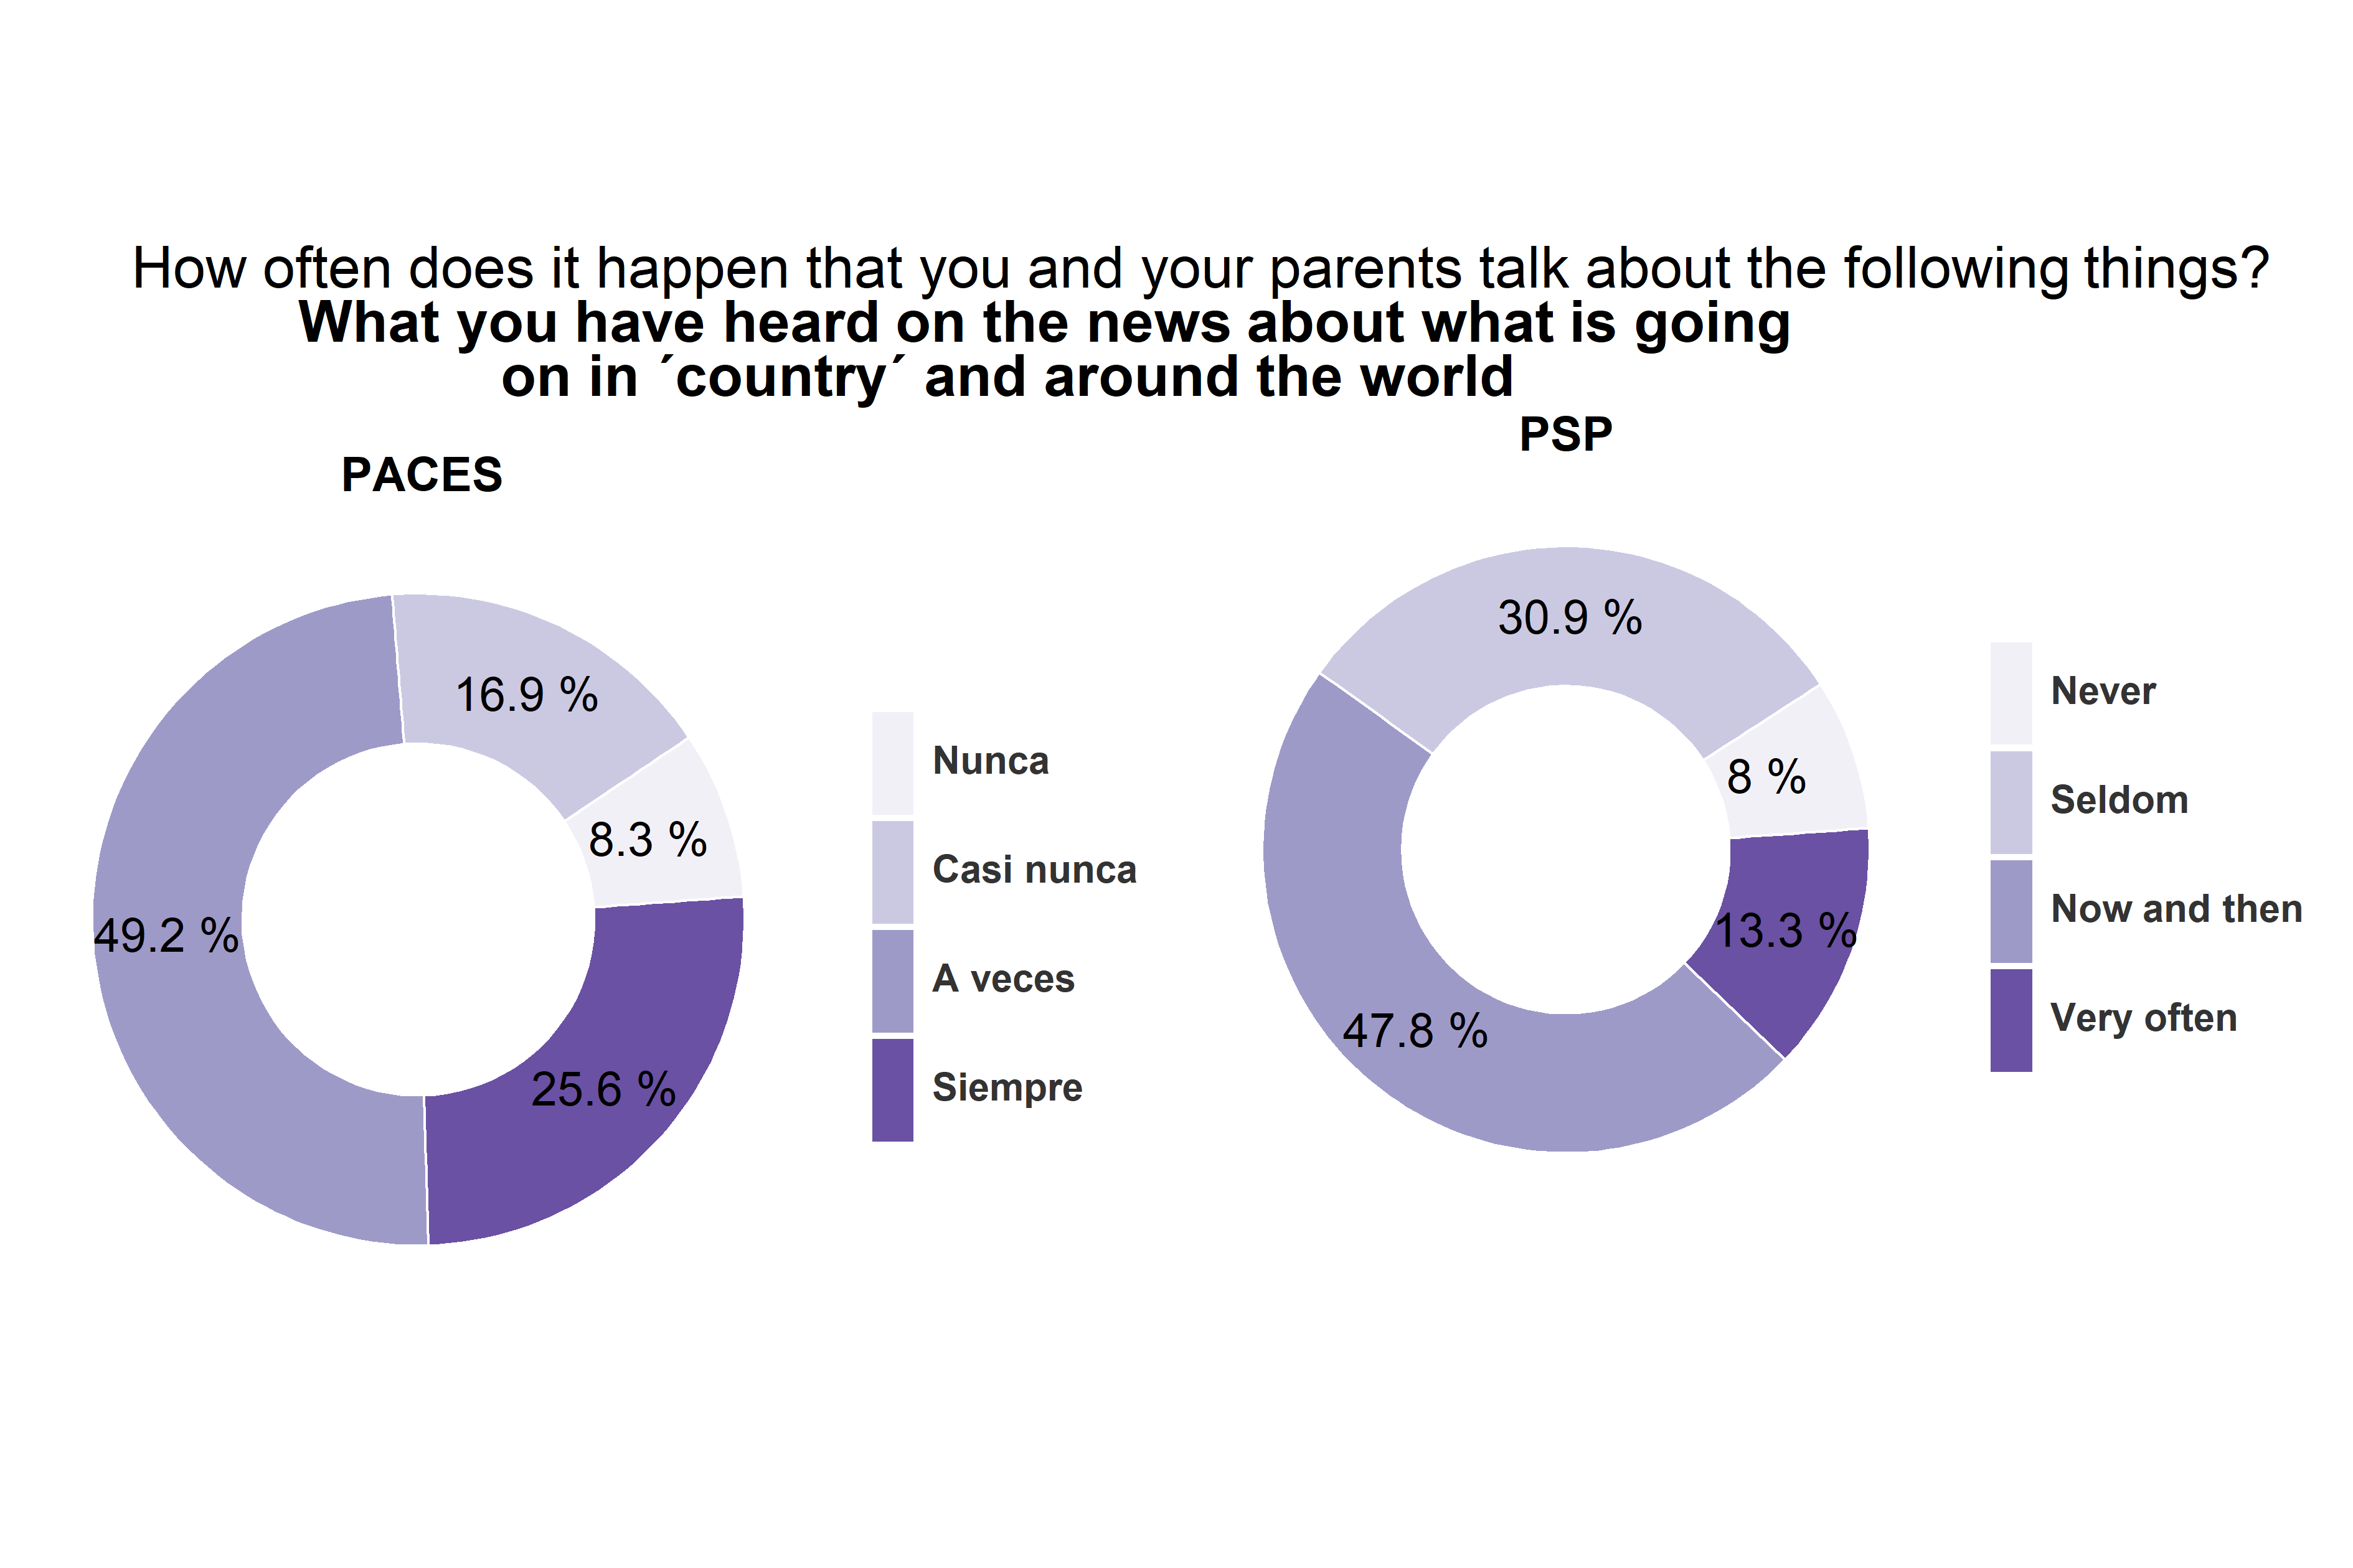 How often does it happen that you and your parents talk about the following things?
What you have heard on the news about what is going
on in ´country´ and around the world
PACES
16.9 %
8.3 %
49.2 %
25.6 %
Nunca
Casi nunca
A veces
Siempre
PSP
30.9 %
8 %
13.3 %
47.8 %
Never
Seldom
Now and then
Very often